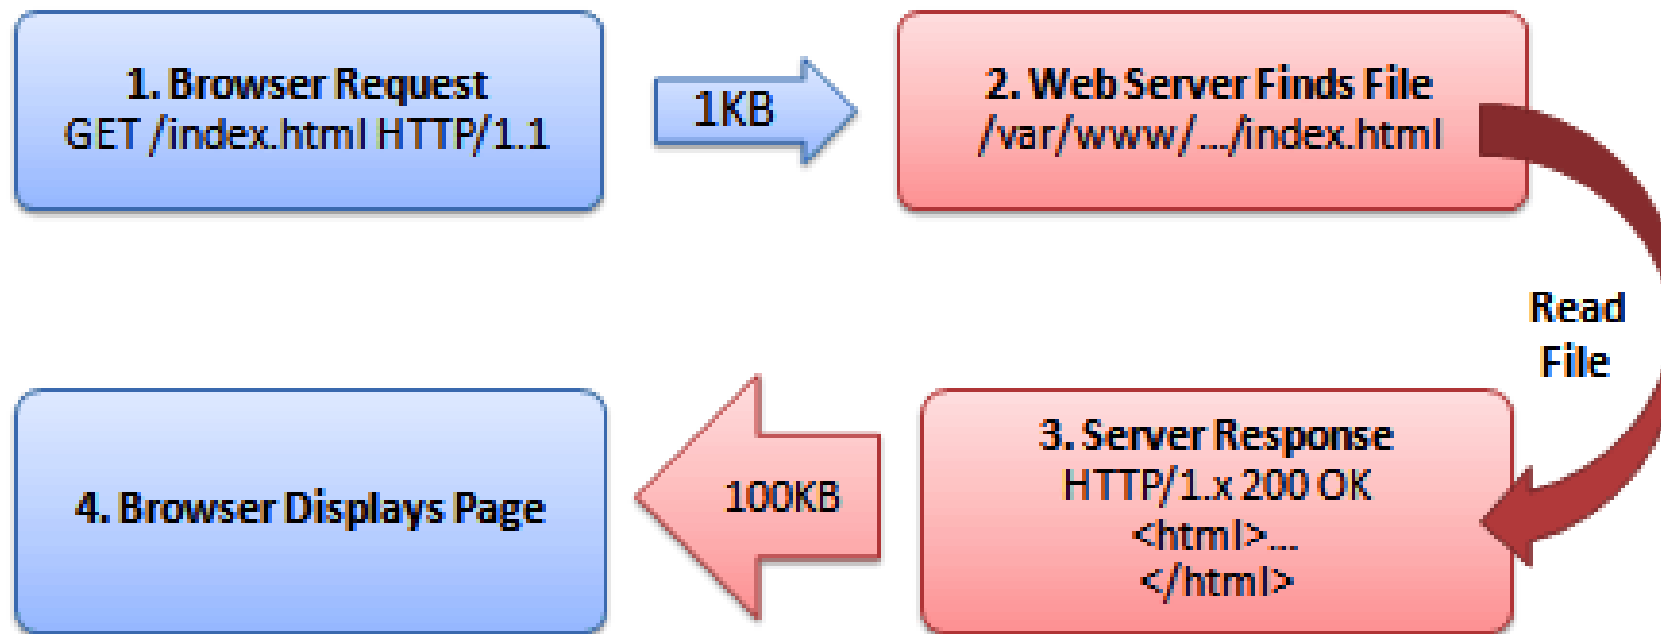 1. Browser Request
GET /index.html HTTP/1.1
1KB
2. Web Server Finds File
/var/www/.../index.html
Read
File
3. Server Response
HTTP/1.x 200 OK
<html>...
</html>
100KB
4. Browser Displays Page